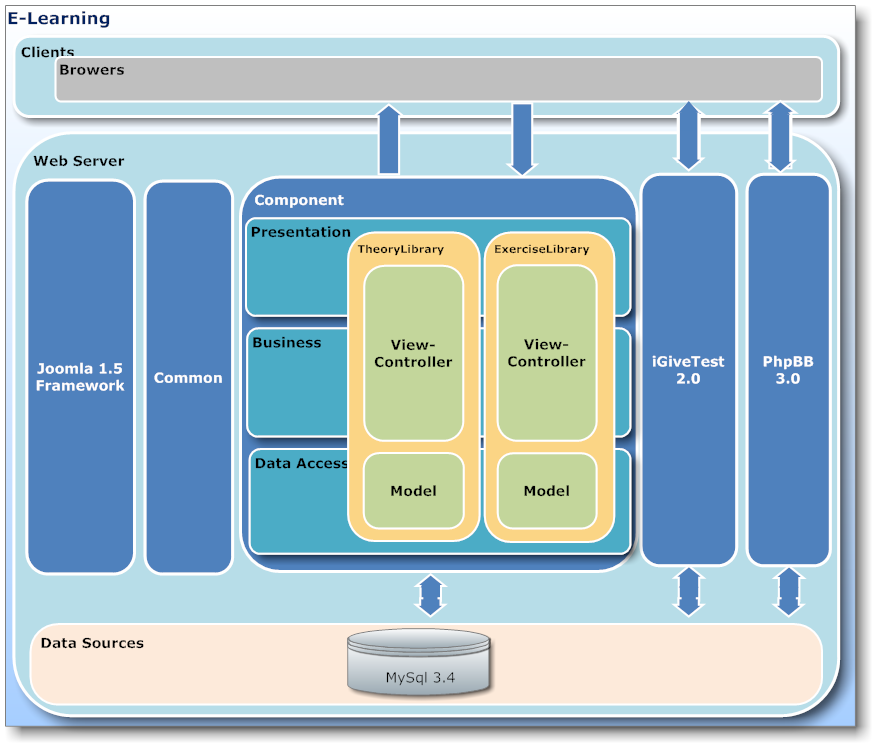 E-Learning
Clients
Browers
Web Server
Joomla 1.5
Framework
Common
Component
Presentation
Business
Data Access
TheoryLibrary
View-
Controller
Model
ExerciseLibrary
View-
Controller
Model
iGiveTest
2.0
PhpBB
3.0
Data Sources
MySql 3.4